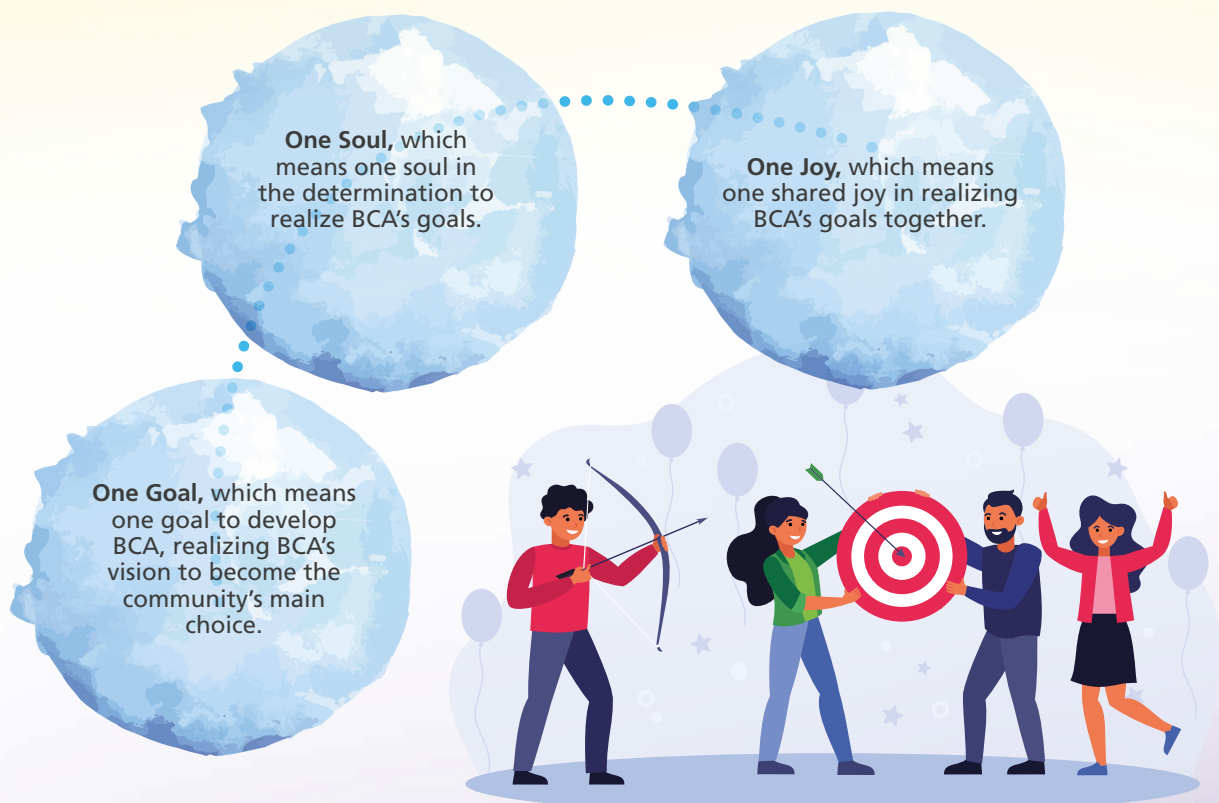 One Goal, which means
one goal to develop
BCA, realizing BCA's
vision to become the
community's main
choice.
One Soul, which
means one soul in
the determination to
realize BCA's goals.
One Joy, which means
one shared joy in realizing
BCA's goals together.